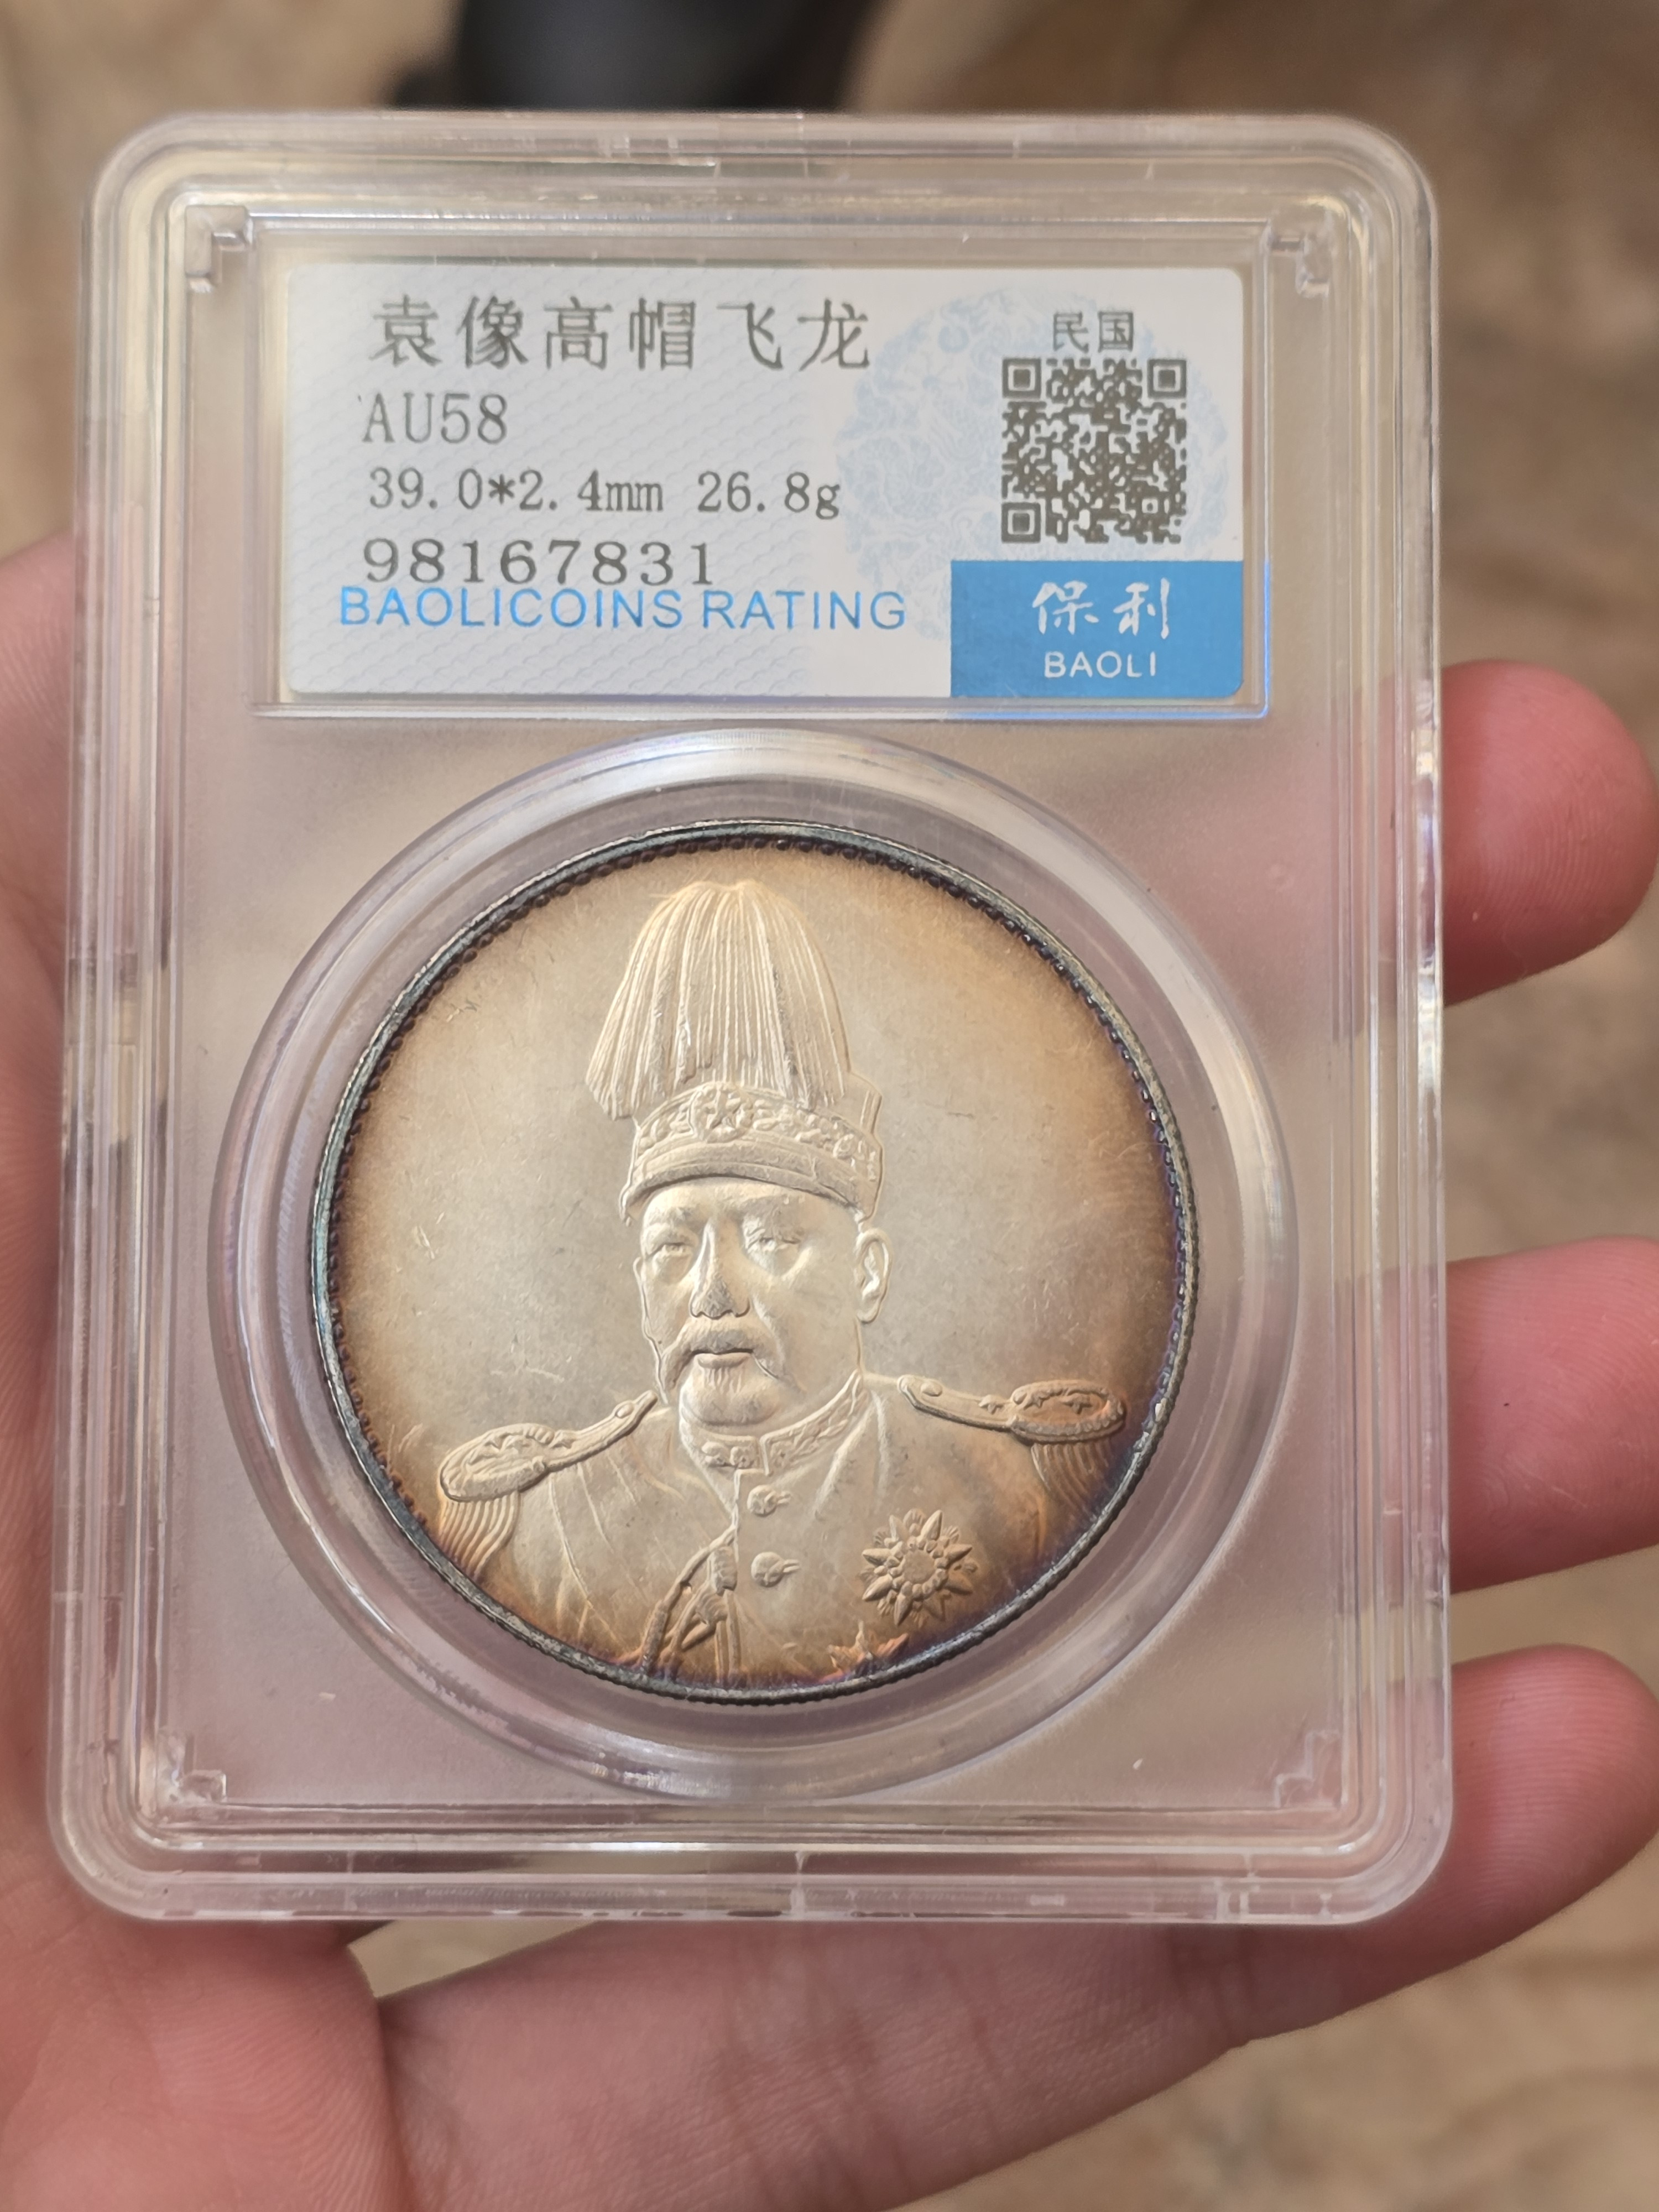 袁像高帽飞龙
民国
AU58
39.0*2.4mm 26.8g
98167831
BAOLICOINS RATING
保利
BAOLI